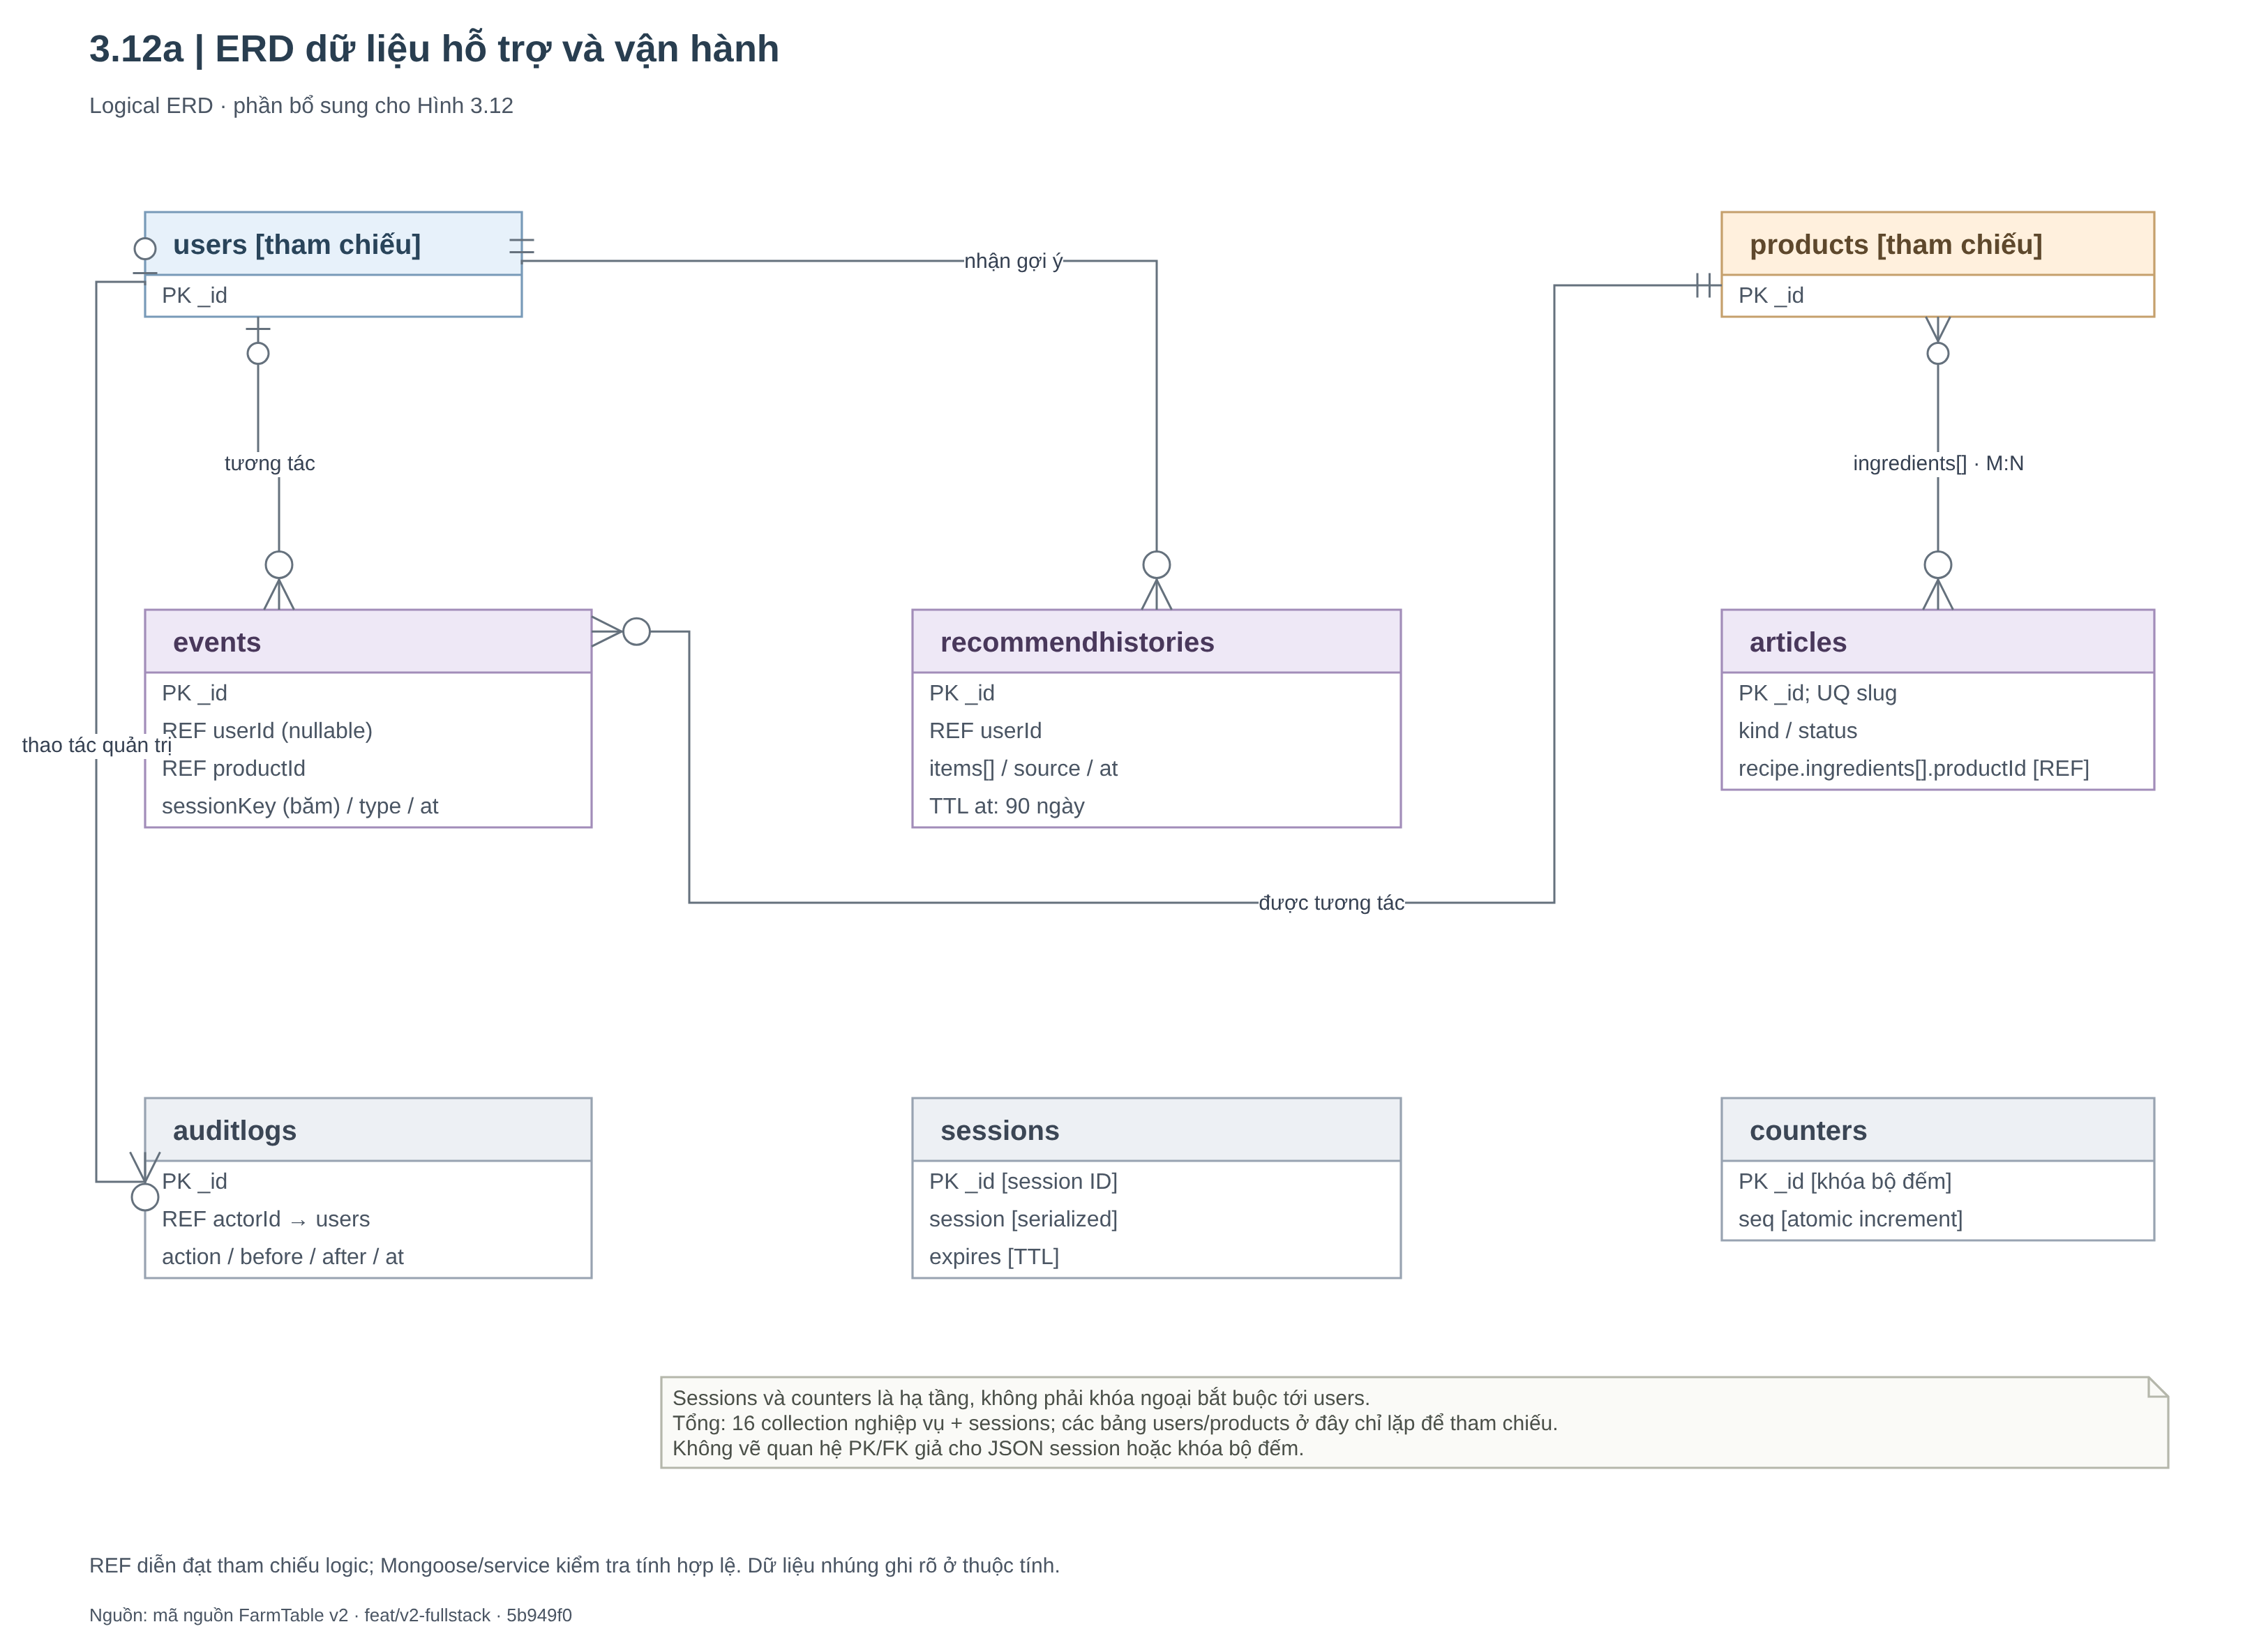 3.12a | ERD dữ liệu hỗ trợ và vận hành
Logical ERD · phần bổ sung cho Hình 3.12
users [tham chiếu]
PK _id
nhận gợi ý
products [tham chiếu]
PK _id
tương tác
ingredients[] · M:N
events
PK _id
REF userId (nullable)
REF productId
sessionKey (băm) / type / at
thao tác quản trị
recommendhistories
PK _id
REF userId
items[] / source / at
TTL at: 90 ngày
articles
PK _id; UQ slug
kind / status
recipe.ingredients[].productId [REF]
được tương tác
auditlogs
PK _id
REF actorId → users
action / before / after / at
sessions
PK _id [session ID]
session [serialized]
expires [TTL]
counters
PK _id [khóa bộ đếm]
seq [atomic increment]
Sessions và counters là hạ tầng, không phải khóa ngoại bắt buộc tới users.
Tổng: 16 collection nghiệp vụ + sessions; các bảng users/products ở đây chỉ lặp để tham chiếu.
Không vẽ quan hệ PK/FK giả cho JSON session hoặc khóa bộ đếm.
REF diễn đạt tham chiếu logic; Mongoose/service kiểm tra tính hợp lệ. Dữ liệu nhúng ghi rõ ở thuộc tính.
Nguồn: mã nguồn FarmTable v2 · feat/v2-fullstack · 5b949f0